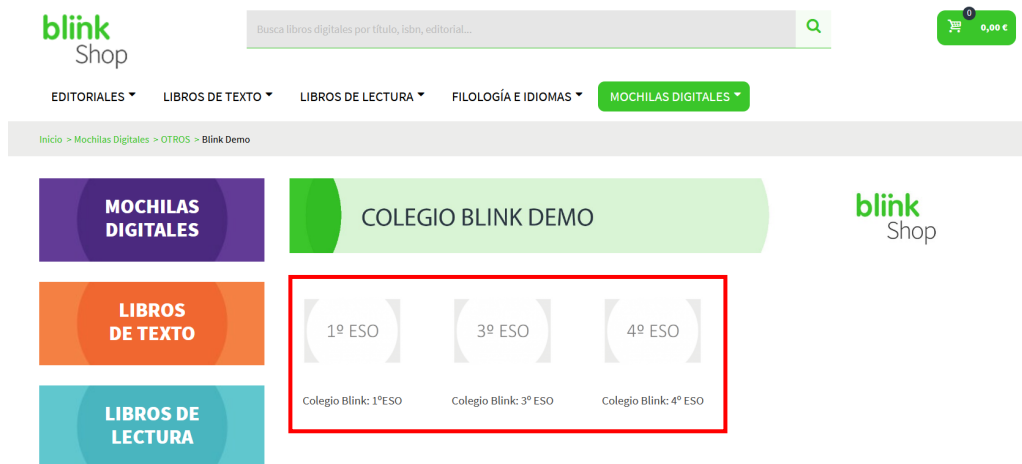 blink
Shop
Busca libros digitales por título, isbn, editorial...
0
0,00 €
EDITORIALES
LIBROS DE TEXTO
LIBROS DE LECTURA
FILOLOGÍA E IDIOMAS
MOCHILAS DIGITALES
Inicio > Mochilas Digitales > OTROS > Blink Demo
MOCHILAS
DIGITALES
COLEGIO BLINK DEMO
blink
Shop
LIBROS
DE TEXTO
1º ESO
3º ESO
4º ESO
Colegio Blink: 1ºESO
Colegio Blink: 3º ESO
Colegio Blink: 4º ESO
LIBROS DE
LECTURA